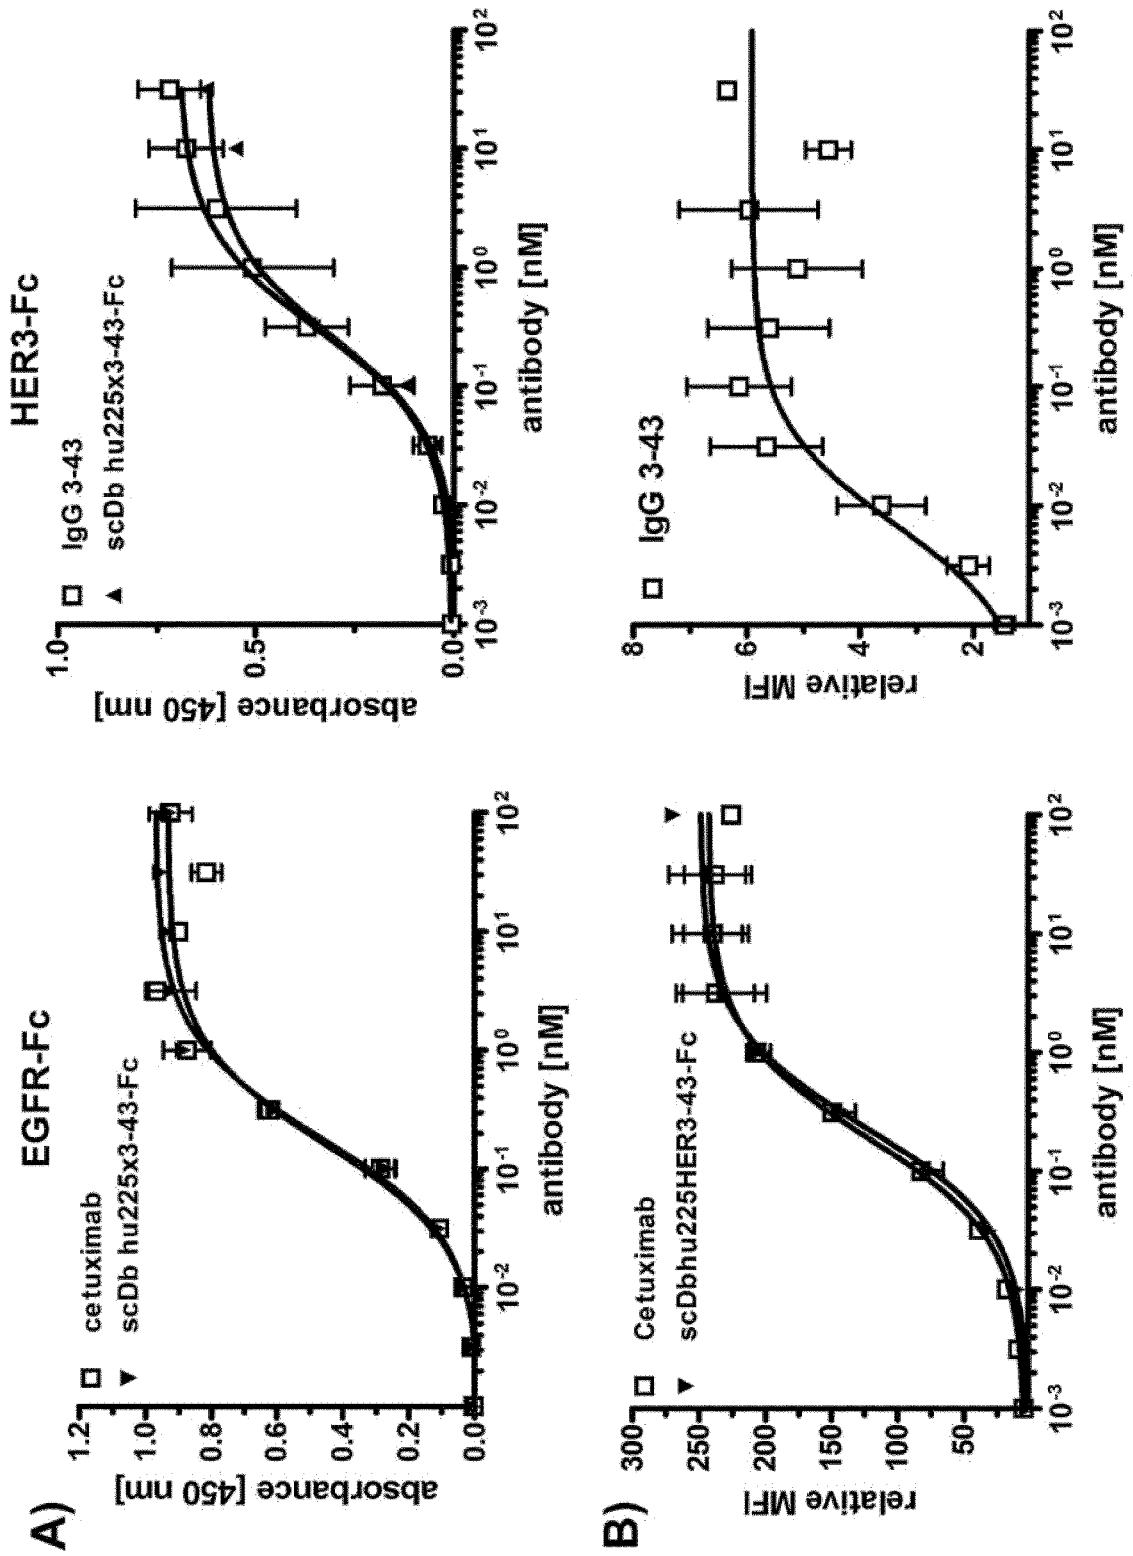 A)
EGFR-Fc
cetuximab
scDb hu225x3-43-Fc
absorbance [450 nm]
1.2
1.0
0.8
0.6
0.4
0.2
0.0
10-2
10-1
100
101
102
antibody [nM]
HER3-Fc
IgG 3-43
scDb hu225x3-43-Fc
absorbance [450 nm]
1.0
0.5
0.0
10-3
10-2
10-1
100
101
102
antibody [nM]
B)
Cetuximab
scDbhu225HER3-43-Fc
relative MFI
300
250
200
150
100
50
10-3
10-2
10-1
100
101
102
antibody [nM]
IgG 3-43
relative MFI
8
6
4
2
10-3
10-2
10-1
100
101
102
antibody [nM]